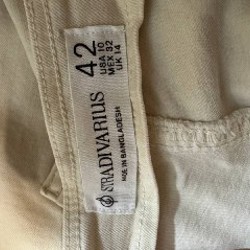 42
USA 10
MEX 32
UK 14
STRADIVARIUS
MADE IN BANGLADESH